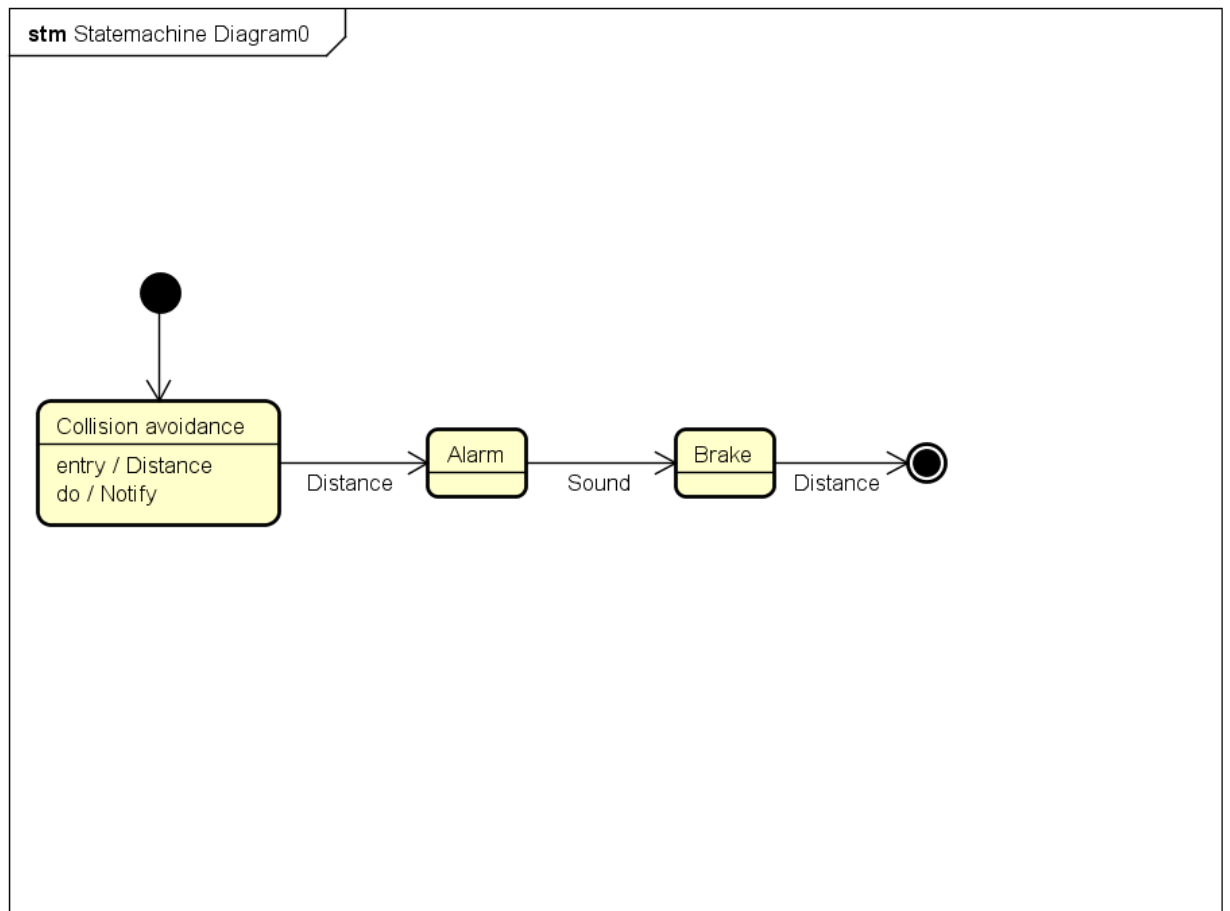 stm Statemachine Diagram0
Collision avoidance
entry / Distance
do / Notify
Distance
Alarm
Sound
Brake
Distance